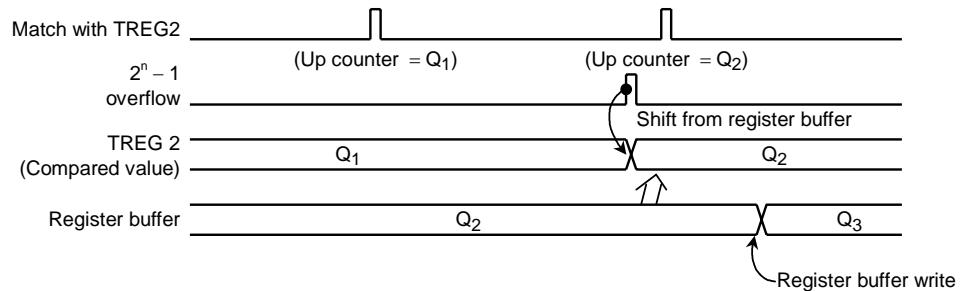 Match with TREG2
(Up counter = Q1)
(Up counter = Q2)
2ⁿ − 1
overflow
Shift from register buffer
TREG 2
(Compared value)
Q1
Q2
Register buffer
Q2
Q3
Register buffer write